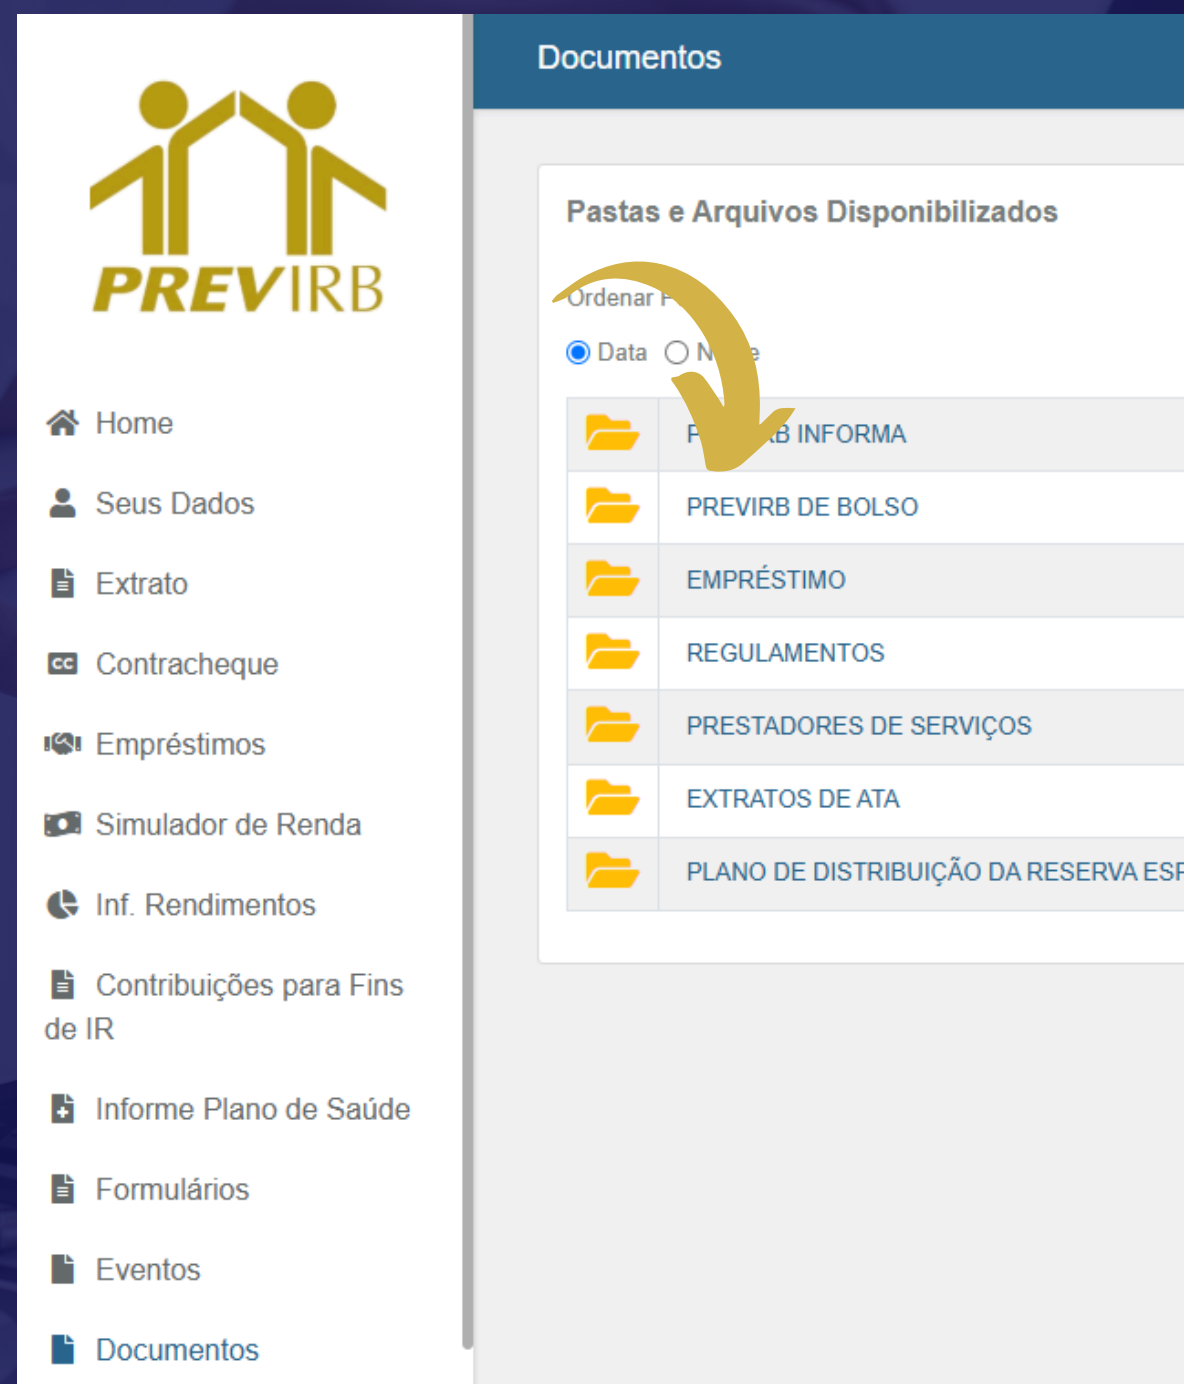 PREVIRB
Home
Seus Dados
Extrato
CC Contracheque
Empréstimos
Simulador de Renda
Inf. Rendimentos
Contribuições para Fins
de IR
Informe Plano de Saúde
Formulários
Eventos
Documentos
Documentos
Pastas e Arquivos Disponibilizados
Ordenar
Data
INFORMA
PREVIRB DE BOLSO
EMPRÉSTIMO
REGULAMENTOS
PRESTADORES DE SERVIÇOS
EXTRATOS DE ATA
PLANO DE DISTRIBUIÇÃO DA RESERVA ESP